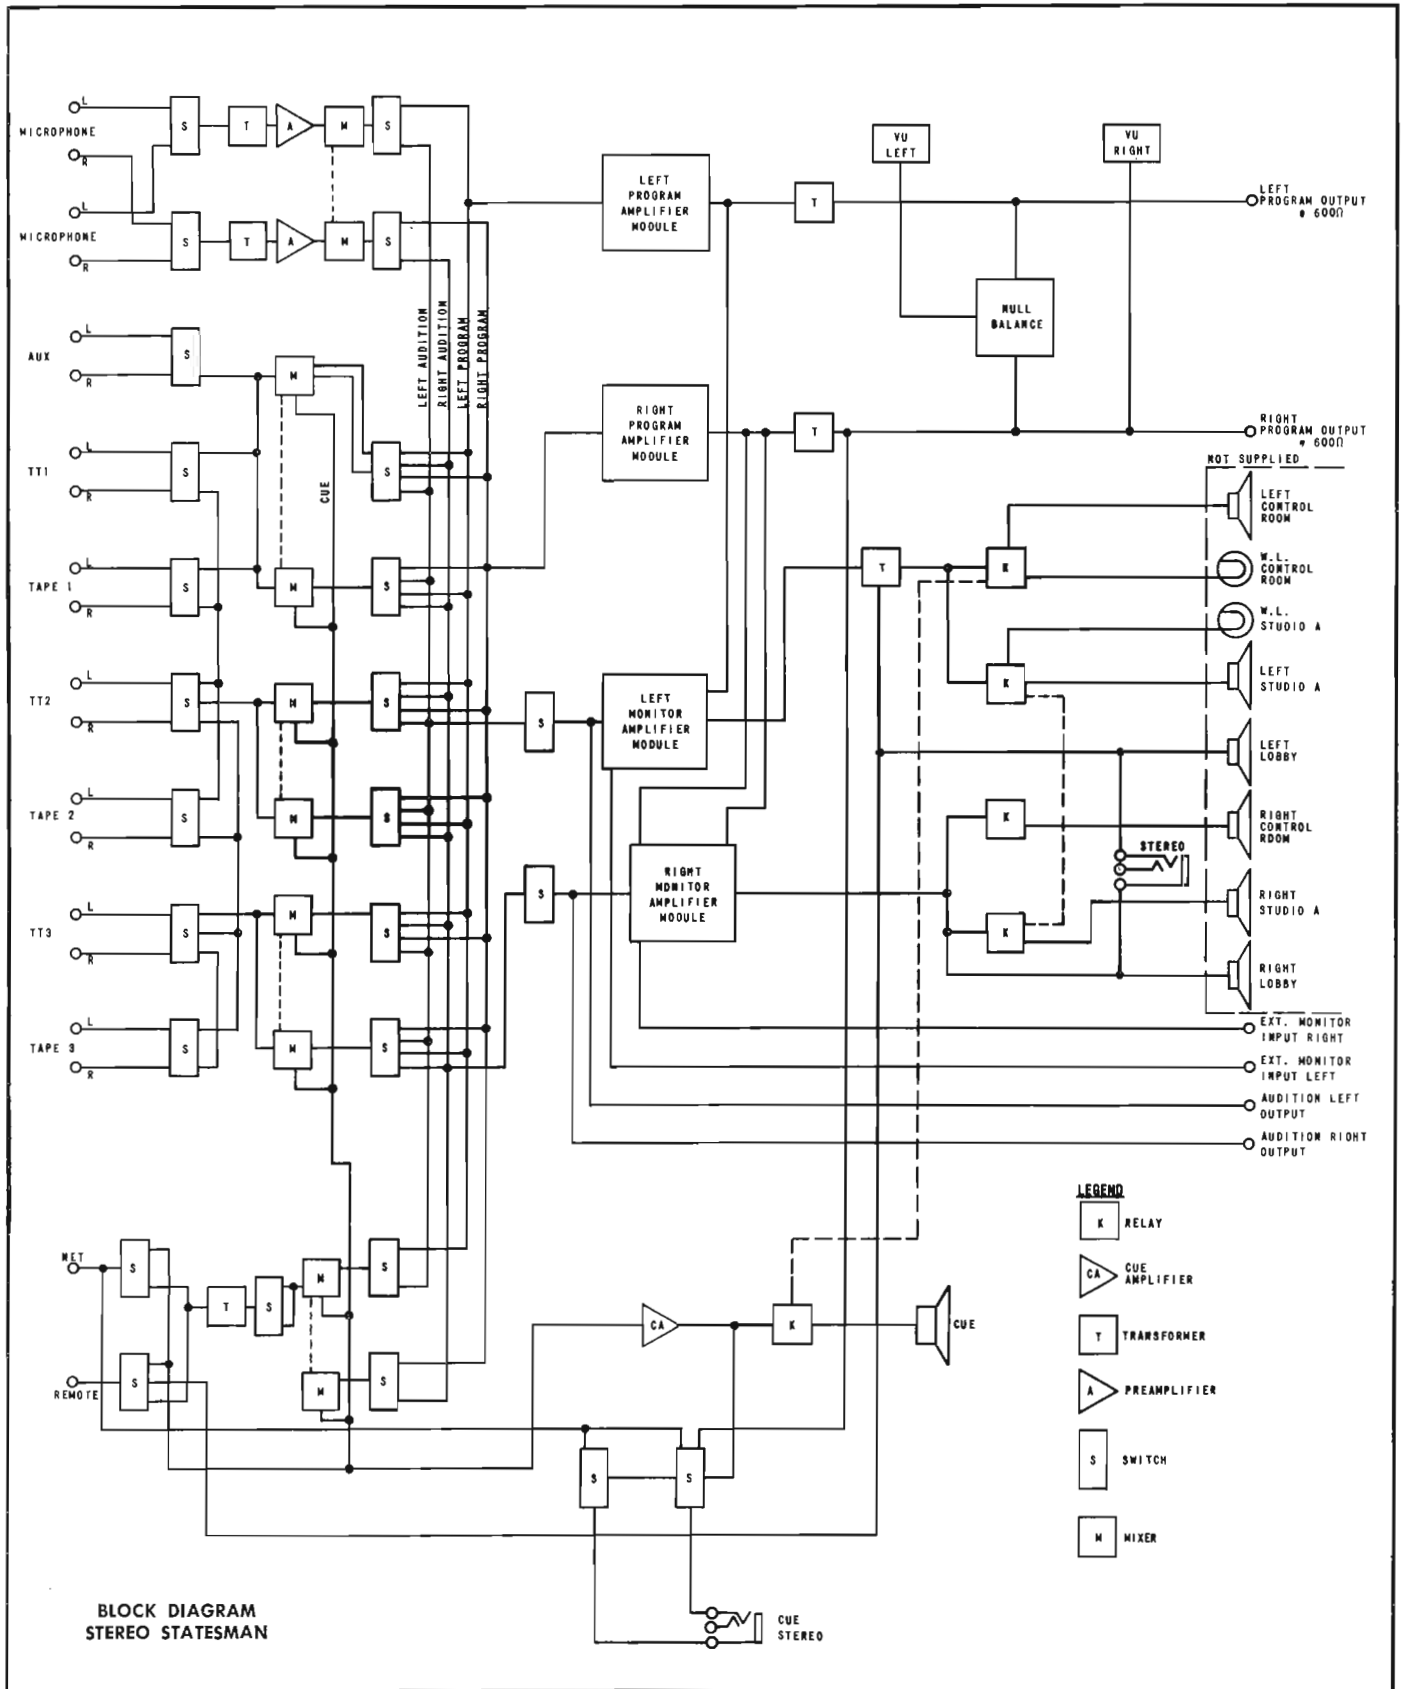 L
MICROPHONE
R
L
MICROPHONE
R
S
T
A
M
S
S
T
A
M
S
AUX
L
R
S
M
TT1
L
R
S
S
TAPE 1
L
R
S
M
S
TT2
L
R
S
M
S
TAPE 2
L
R
S
M
S
TT3
L
R
S
M
S
TAPE 3
L
R
S
M
S
CUE
LEFT AUDITION
RIGHT AUDITION
LEFT PROGRAM
RIGHT PROGRAM
LEFT
PROGRAM
AMPLIFIER
MODULE
T
VU
LEFT
VU
RIGHT
NULL
BALANCE
LEFT
PROGRAM OUTPUT
@ 600Ω
RIGHT
PROGRAM
AMPLIFIER
MODULE
T
RIGHT
PROGRAM OUTPUT
@ 600Ω
NOT SUPPLIED
LEFT
CONTROL
ROOM
T
K
W.L.
CONTROL
ROOM
W.L.
STUDIO A
K
LEFT
STUDIO A
S
LEFT
MONITOR
AMPLIFIER
MODULE
LEFT
LOBBY
K
RIGHT
CONTROL
ROOM
STEREO
S
RIGHT
MONITOR
AMPLIFIER
MODULE
K
RIGHT
STUDIO A
RIGHT
LOBBY
EXT. MONITOR
INPUT RIGHT
EXT. MONITOR
INPUT LEFT
AUDITION LEFT
OUTPUT
AUDITION RIGHT
OUTPUT
NET
S
T
S
M
S
REMOTE
S
M
S
CA
K
CUE
S
S
CUE
STEREO
LEGEND
K
RELAY
CA
CUE
AMPLIFIER
T
TRANSFORMER
A
PREAMPLIFIER
S
SWITCH
M
MIXER
BLOCK DIAGRAM
STEREO STATESMAN